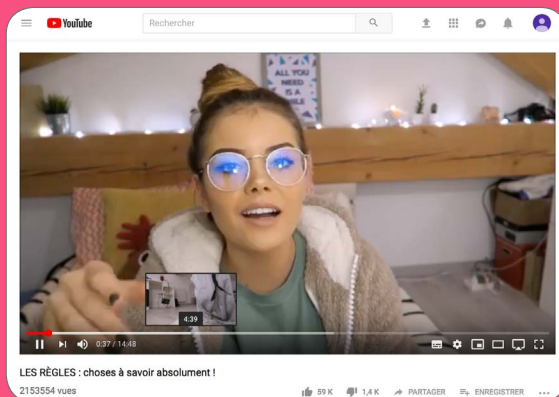 YouTube
Rechercher
ALL YOU
NEED
IS A
4:39
0:37 / 14:48
LES RÈGLES : choses à savoir absolument !
2153554 vues
59 K
1,4 K
PARTAGER
ENREGISTRER